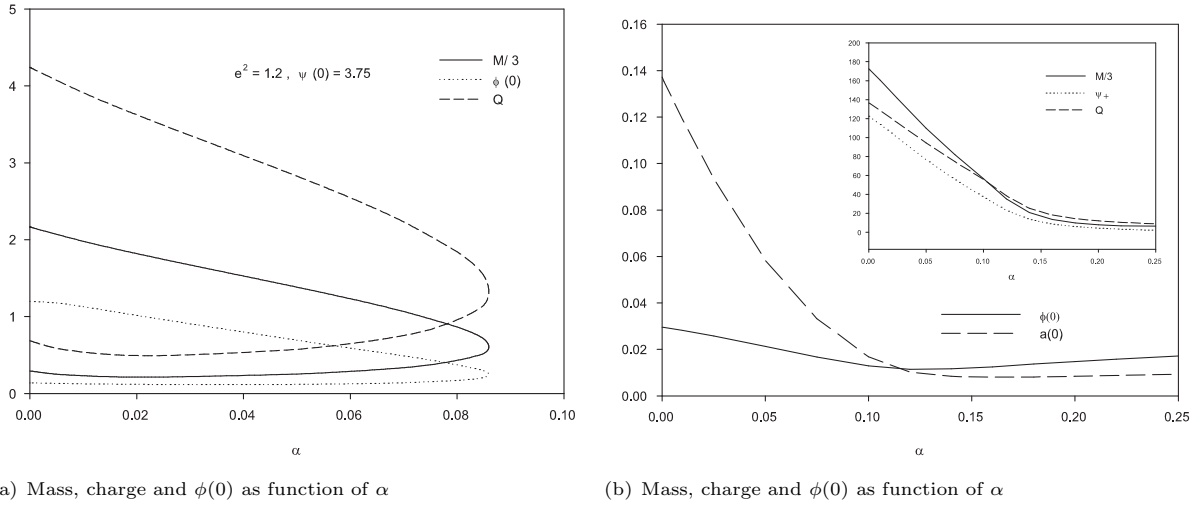 5
4
3
2
1
0
0.00 0.02 0.04 0.06 0.08 0.10
α
e² = 1.2 , ψ (0) = 3.75
M/ 3
ϕ (0)
Q
a) Mass, charge and ϕ(0) as function of α
0.16
0.14
0.12
0.10
0.08
0.06
0.04
0.02
0.00
0.00 0.05 0.10 0.15 0.20 0.25
α
200
180
160
140
120
100
80
60
40
20
0
0.00 0.05 0.10 0.15 0.20 0.25
α
M/3
ψ₊
Q
ϕ(0)
a(0)
(b) Mass, charge and ϕ(0) as function of α